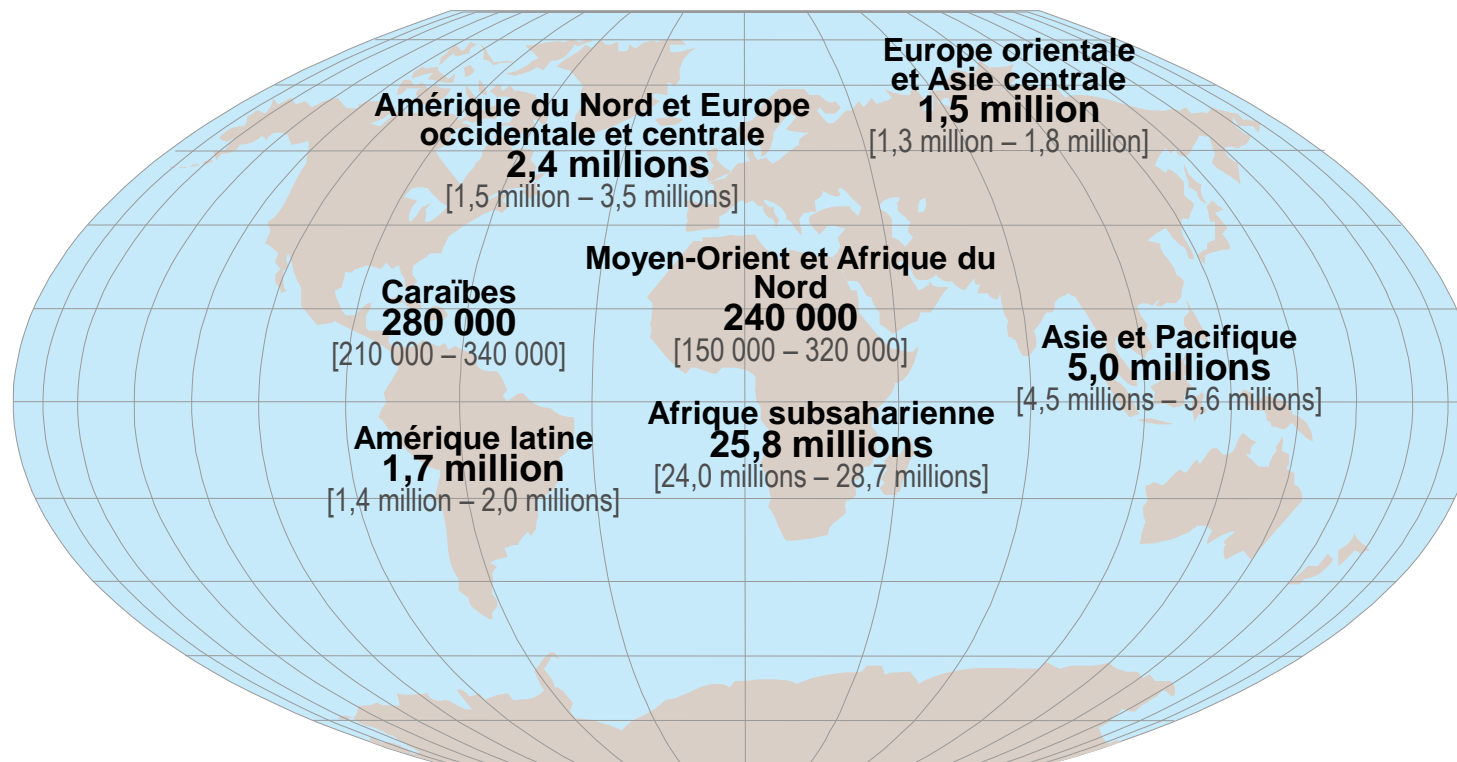 Europe orientale
et Asie centrale
1,5 million
[1,3 million – 1,8 million]
Amérique du Nord et Europe
occidentale et centrale
2,4 millions
[1,5 million – 3,5 millions]
Moyen-Orient et Afrique du
Nord
240 000
[150 000 – 320 000]
Caraïbes
280 000
[210 000 – 340 000]
Asie et Pacifique
5,0 millions
[4,5 millions – 5,6 millions]
Afrique subsaharienne
25,8 millions
[24,0 millions – 28,7 millions]
Amérique latine
1,7 million
[1,4 million – 2,0 millions]